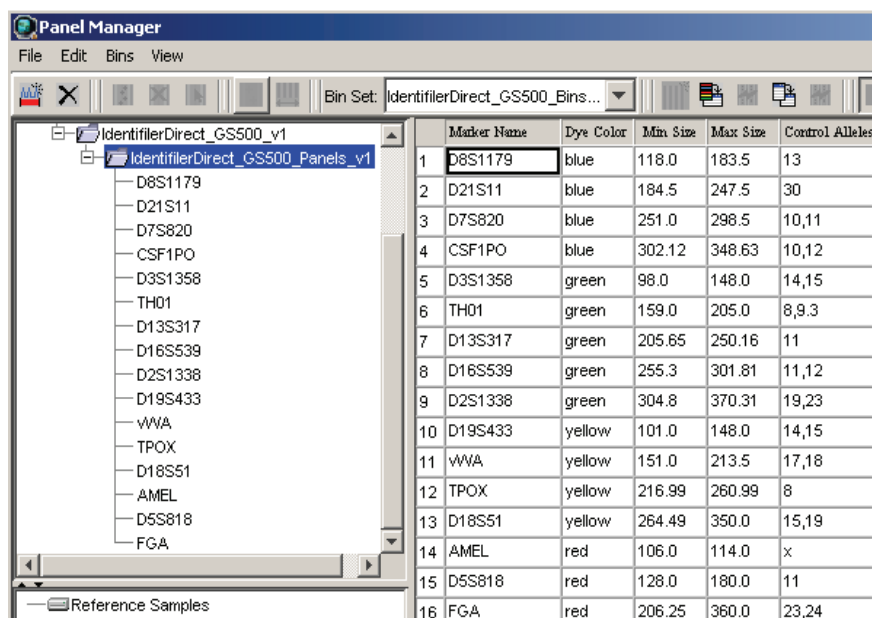 Panel Manager
File Edit Bins View
Bin Set: IdentifilerDirect_GS500_Bins...
IdentifilerDirect_GS500_v1
IdentifilerDirect_GS500_Panels_v1
D8S1179
D21S11
D7S820
CSF1PO
D3S1358
TH01
D13S317
D16S539
D2S1338
D19S433
vWA
TPOX
D18S51
AMEL
D5S818
FGA
Reference Samples
Marker Name Dye Color Min Size Max Size Control Alleles
1 D8S1179 blue 118.0 183.5 13
2 D21S11 blue 184.5 247.5 30
3 D7S820 blue 251.0 298.5 10,11
4 CSF1PO blue 302.12 348.63 10,12
5 D3S1358 green 98.0 148.0 14,15
6 TH01 green 159.0 205.0 8,9.3
7 D13S317 green 205.65 250.16 11
8 D16S539 green 255.3 301.81 11,12
9 D2S1338 green 304.8 370.31 19,23
10 D19S433 yellow 101.0 148.0 14,15
11 vWA yellow 151.0 213.5 17,18
12 TPOX yellow 216.99 260.99 8
13 D18S51 yellow 264.49 350.0 15,19
14 AMEL red 106.0 114.0 x
15 D5S818 red 128.0 180.0 11
16 FGA red 206.25 360.0 23,24